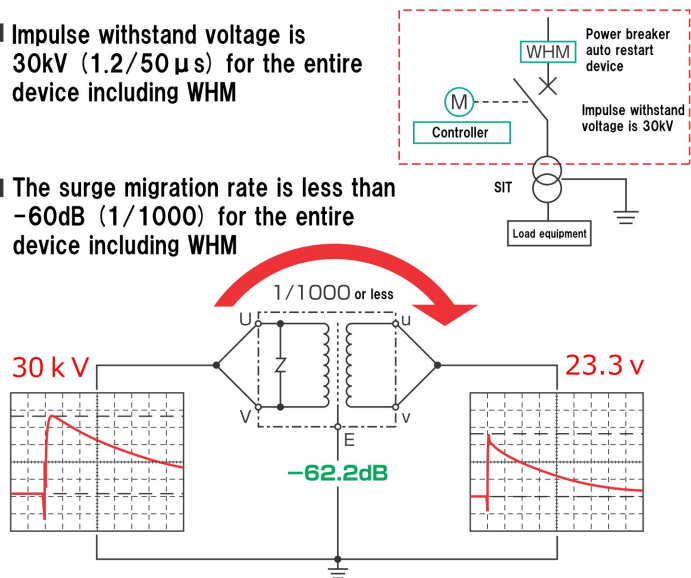 Impulse withstand voltage is
30kV (1.2/50μs) for the entire
device including WHM
WHM
Power breaker
auto restart
device
M
Controller
Impulse withstand
voltage is 30kV
SIT
Load equipment
The surge migration rate is less than
-60dB (1/1000) for the entire
device including WHM
1/1000 or less
U
u
30kV
23.3v
V
v
E
-62.2dB